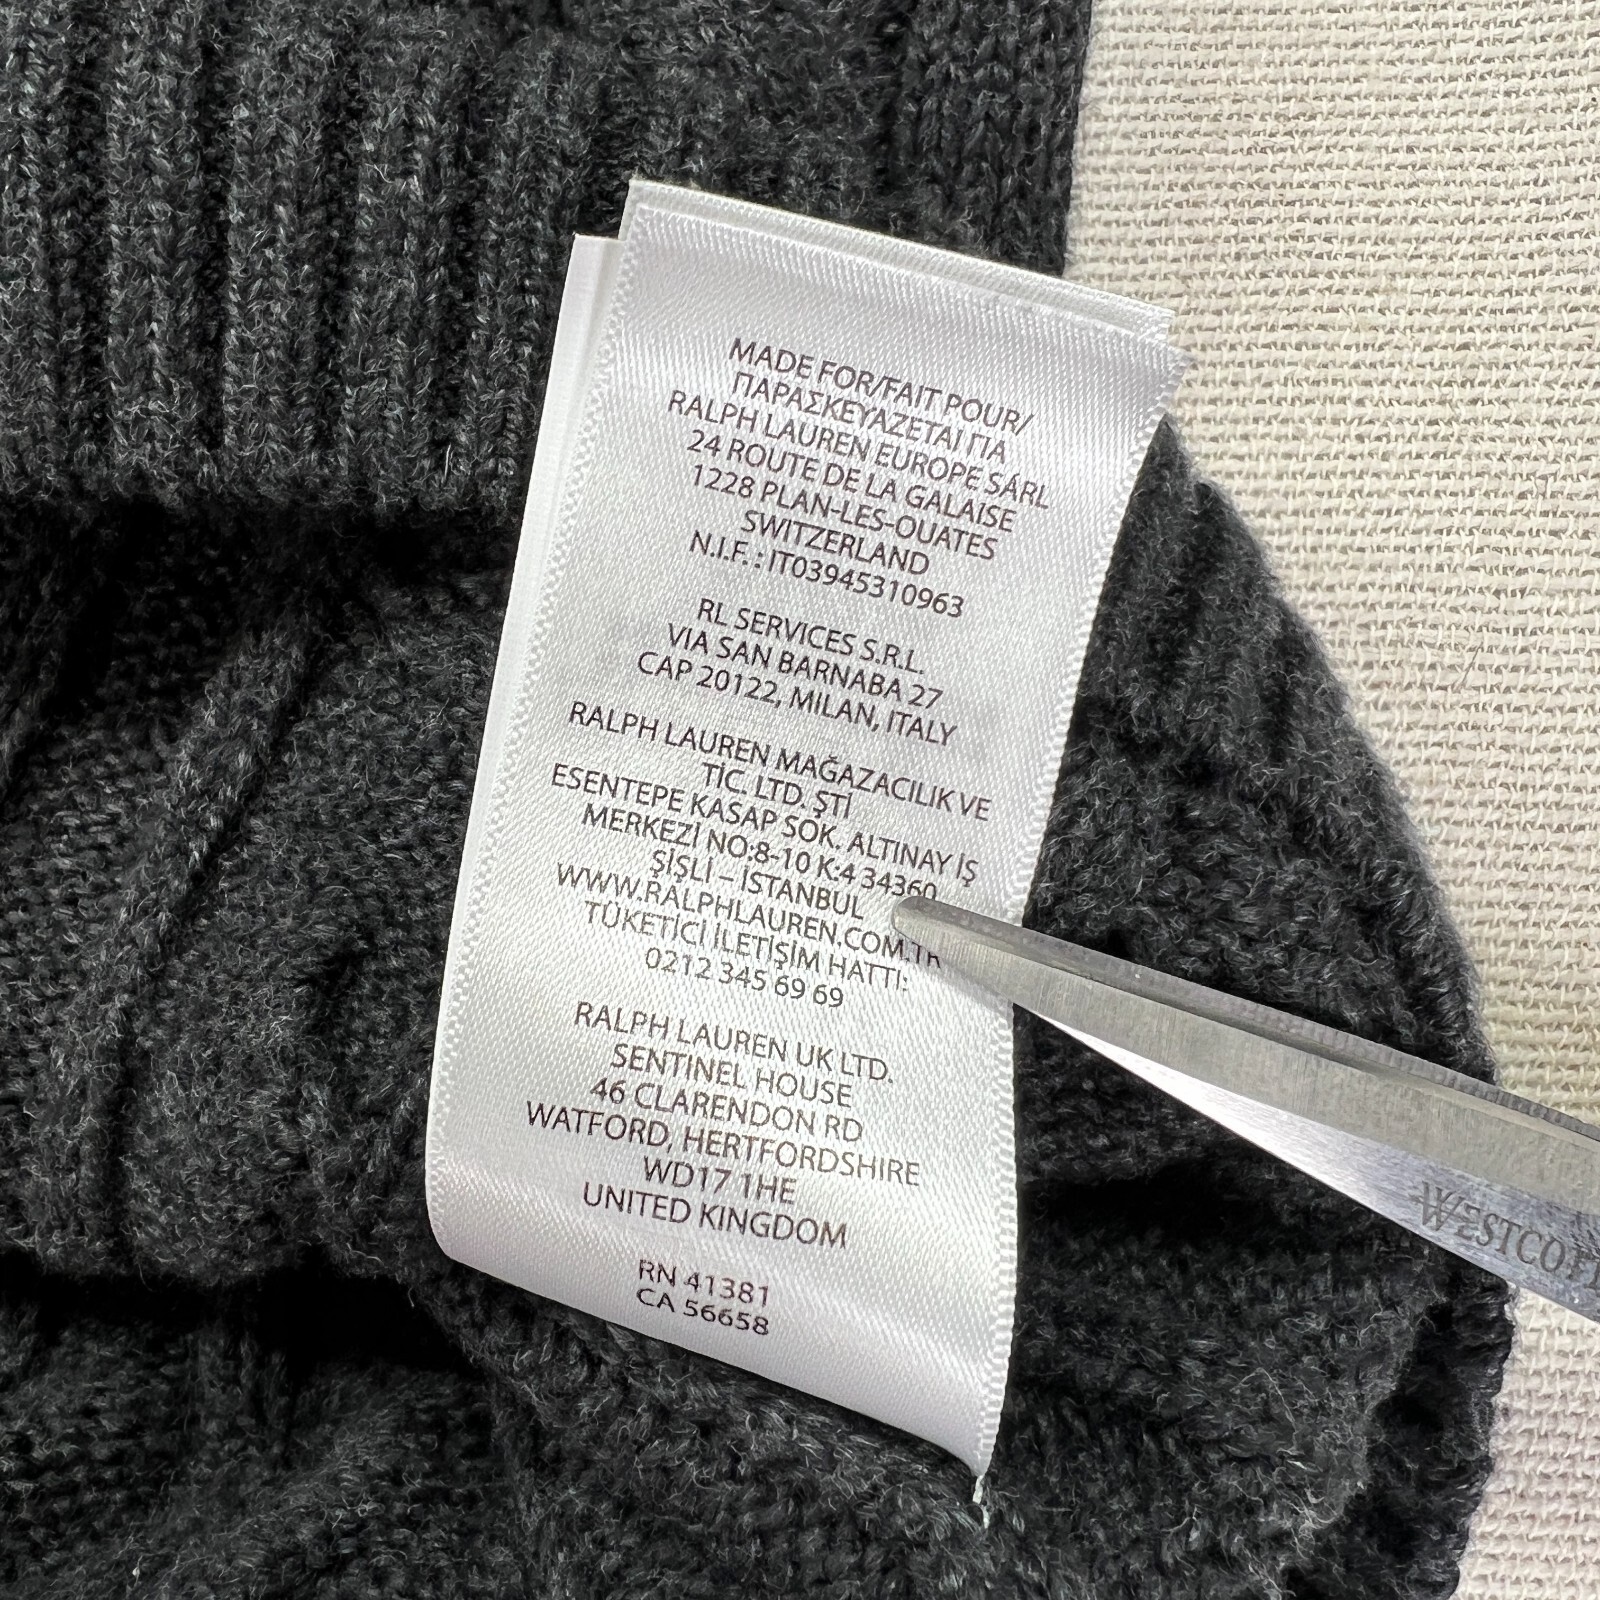 MADE FOR/FAIT POUR/
ΠΑΡΑΣΚΕΥΑΖΕΤΑΙ ΓΙΑ
RALPH LAUREN EUROPE SÁRL
24 ROUTE DE LA GALAISE
1228 PLAN-LES-OUATES
SWITZERLAND
N.I.F. : IT03945310963
RL SERVICES S.R.L.
VIA SAN BARNABA 27
CAP 20122, MILAN, ITALY
RALPH LAUREN MAĞAZACILIK VE
TİC. LTD. ŞTİ
ESENTEPE KASAP SOK. ALTINAY İŞ
MERKEZİ NO:8-10 K:4 34360
ŞİŞLİ – İSTANBUL
WWW.RALPHLAUREN.COM.TR
TÜKETİCİ İLETİŞİM HATTI:
0212 345 69 69
RALPH LAUREN UK LTD.
SENTINEL HOUSE
46 CLARENDON RD
WATFORD, HERTFORDSHIRE
WD17 1HE
UNITED KINGDOM
RN 41381
CA 56658
WESTCO